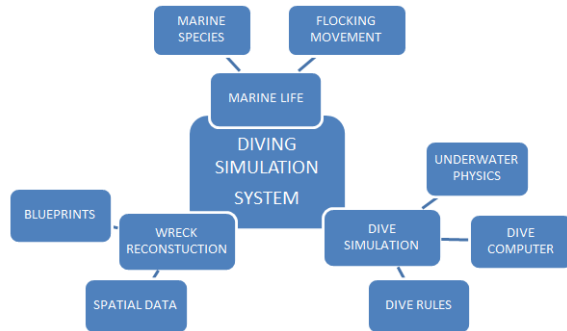 MARINE
SPECIES
FLOCKING
MOVEMENT
MARINE LIFE
DIVING
SIMULATION
SYSTEM
UNDERWATER
PHYSICS
BLUEPRINTS
WRECK
RECONSTUCTION
DIVE
SIMULATION
DIVE
COMPUTER
SPATIAL DATA
DIVE RULES